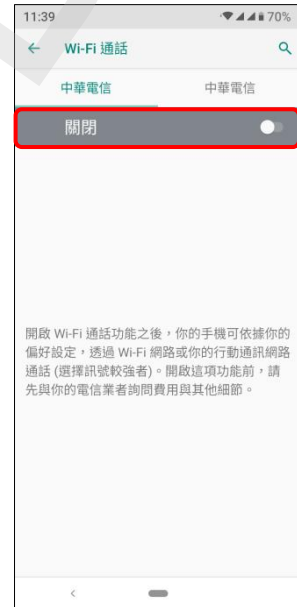 11:39
70%
Wi-Fi 通話
中華電信
中華電信
關閉
開啟 Wi-Fi 通話功能之後，你的手機可依據你的
偏好設定，透過 Wi-Fi 網路或你的行動通訊網路
通話 (選擇訊號較強者)。開啟這項功能前，請
先與你的電信業者詢問費用與其他細節。